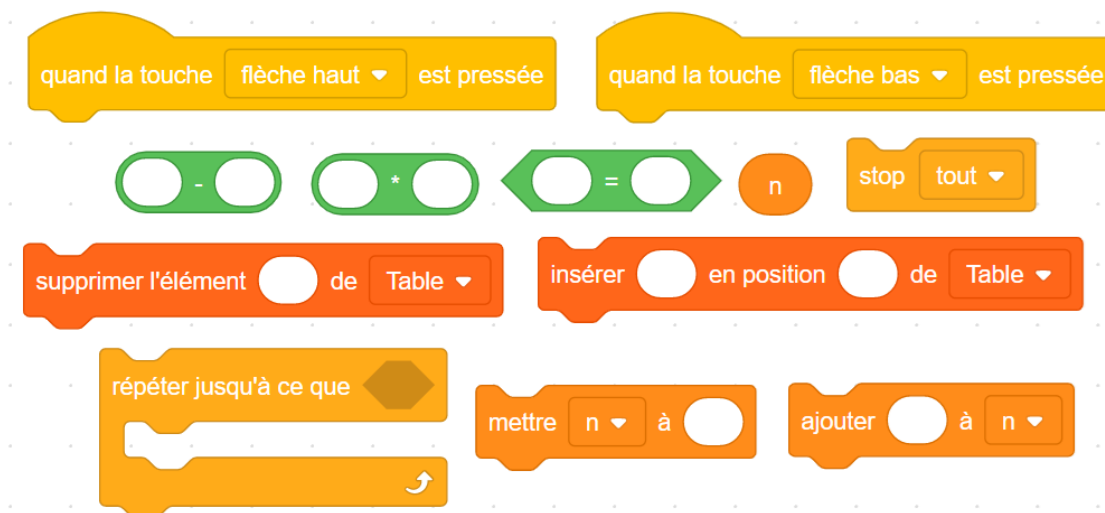 quand la touche flèche haut est pressée
quand la touche flèche bas est pressée
-
*
=
n
stop tout
supprimer l'élément de Table
insérer en position de Table
répéter jusqu'à ce que
mettre n à
ajouter à n